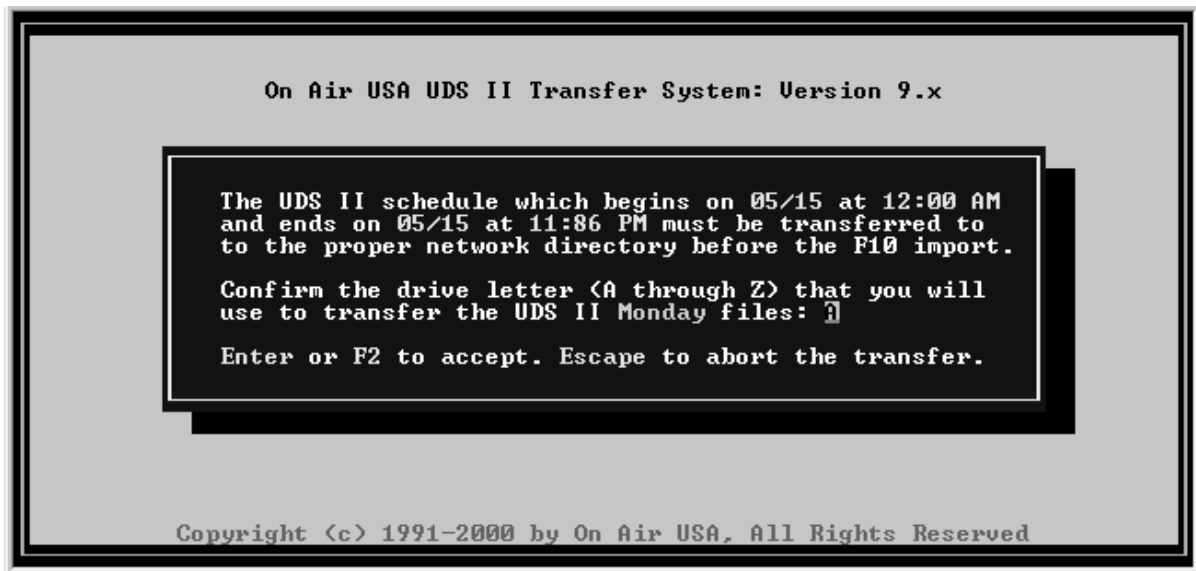 On Air USA UDS II Transfer System: Version 9.x
The UDS II schedule which begins on 05/15 at 12:00 AM
and ends on 05/15 at 11:86 PM must be transferred to
to the proper network directory before the F10 import.
Confirm the drive letter (A through Z) that you will
use to transfer the UDS II Monday files: A
Enter or F2 to accept. Escape to abort the transfer.
Copyright (c) 1991-2000 by On Air USA, All Rights Reserved